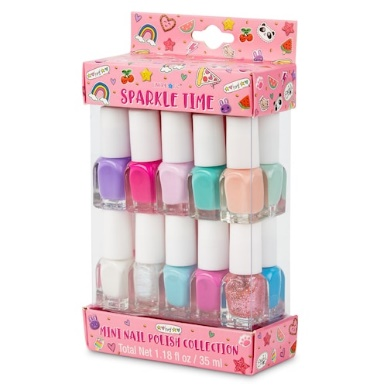 SPARKLE TIME
MINI NAIL POLISH COLLECTION
Total Net 1.18 fl oz / 35 ml